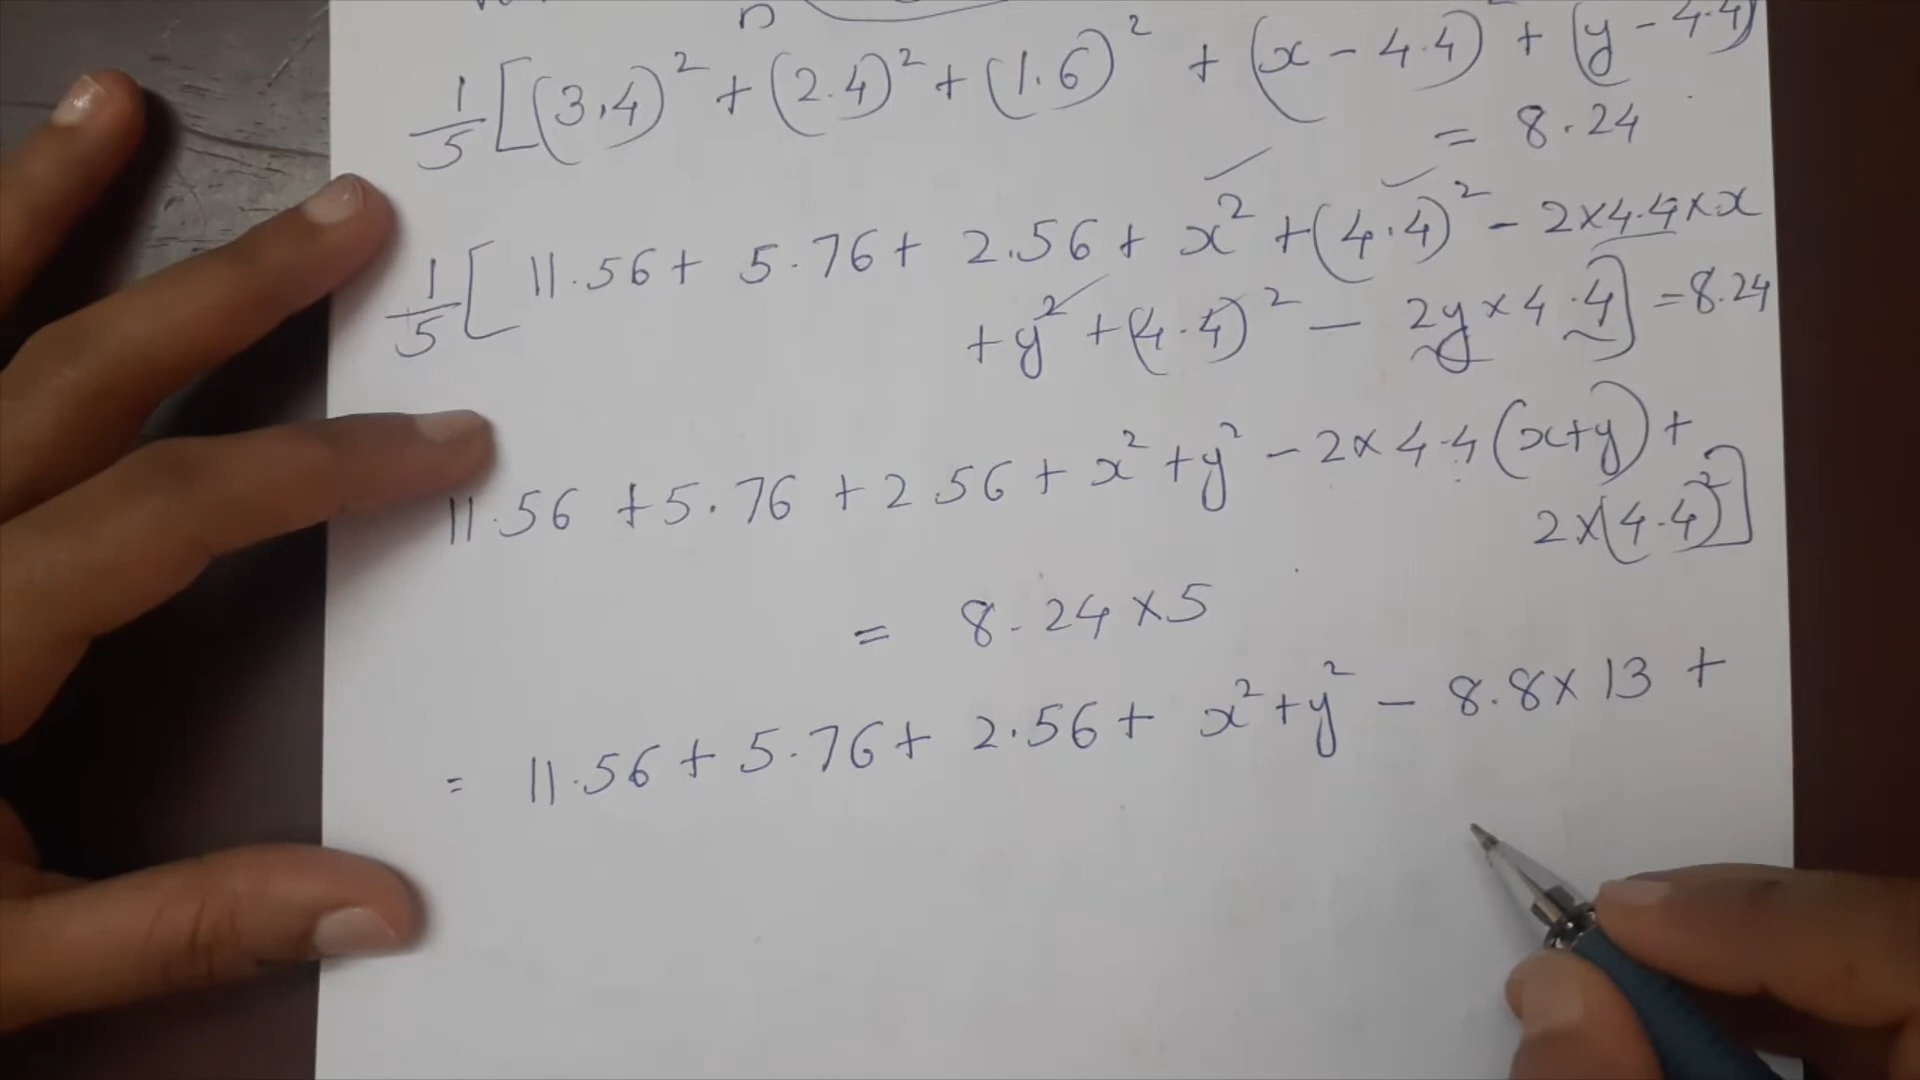 n
1/5 [(3.4)² + (2.4)² + (1.6)² + (x - 4.4)² + (y - 4.4)
= 8.24
1/5 [11.56 + 5.76 + 2.56 + x² + (4.4)² - 2×4.4×x
+ y² + (4.4)² - 2y×4.4] = 8.24
11.56 + 5.76 + 2.56 + x² + y² - 2×4.4 (x+y) +
2×(4.4)²]
= 8.24×5
= 11.56 + 5.76 + 2.56 + x² + y² - 8.8×13 +